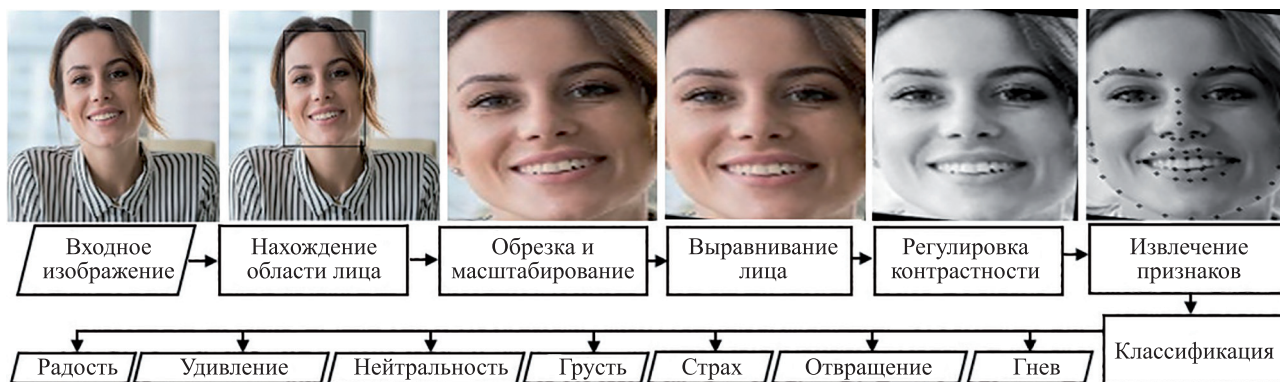 Входное
изображение
Нахождение
области лица
Обрезка и
масштабирование
Выравнивание
лица
Регулировка
контрастности
Извлечение
признаков
Классификация
Радость
Удивление
Нейтральность
Грусть
Страх
Отвращение
Гнев